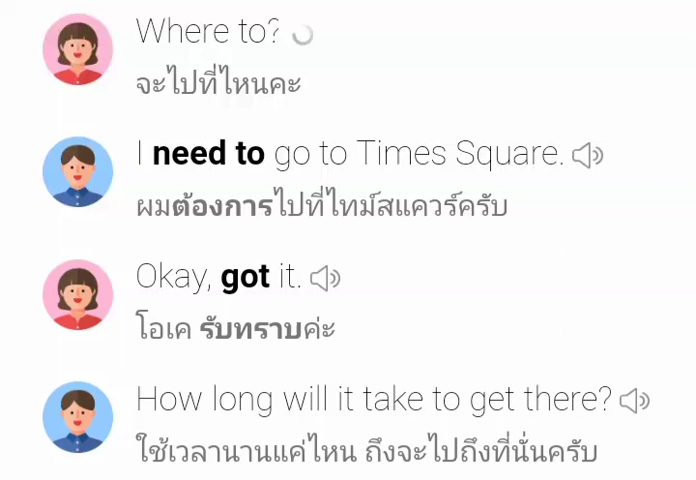 Where to?
จะไปที่ไหนคะ
I need to go to Times Square.
ผมต้องการไปที่ไทม์สแควร์ครับ
Okay, got it.
โอเค รับทราบค่ะ
How long will it take to get there?
ใช้เวลานานแค่ไหน ถึงจะไปถึงที่นั่นครับ